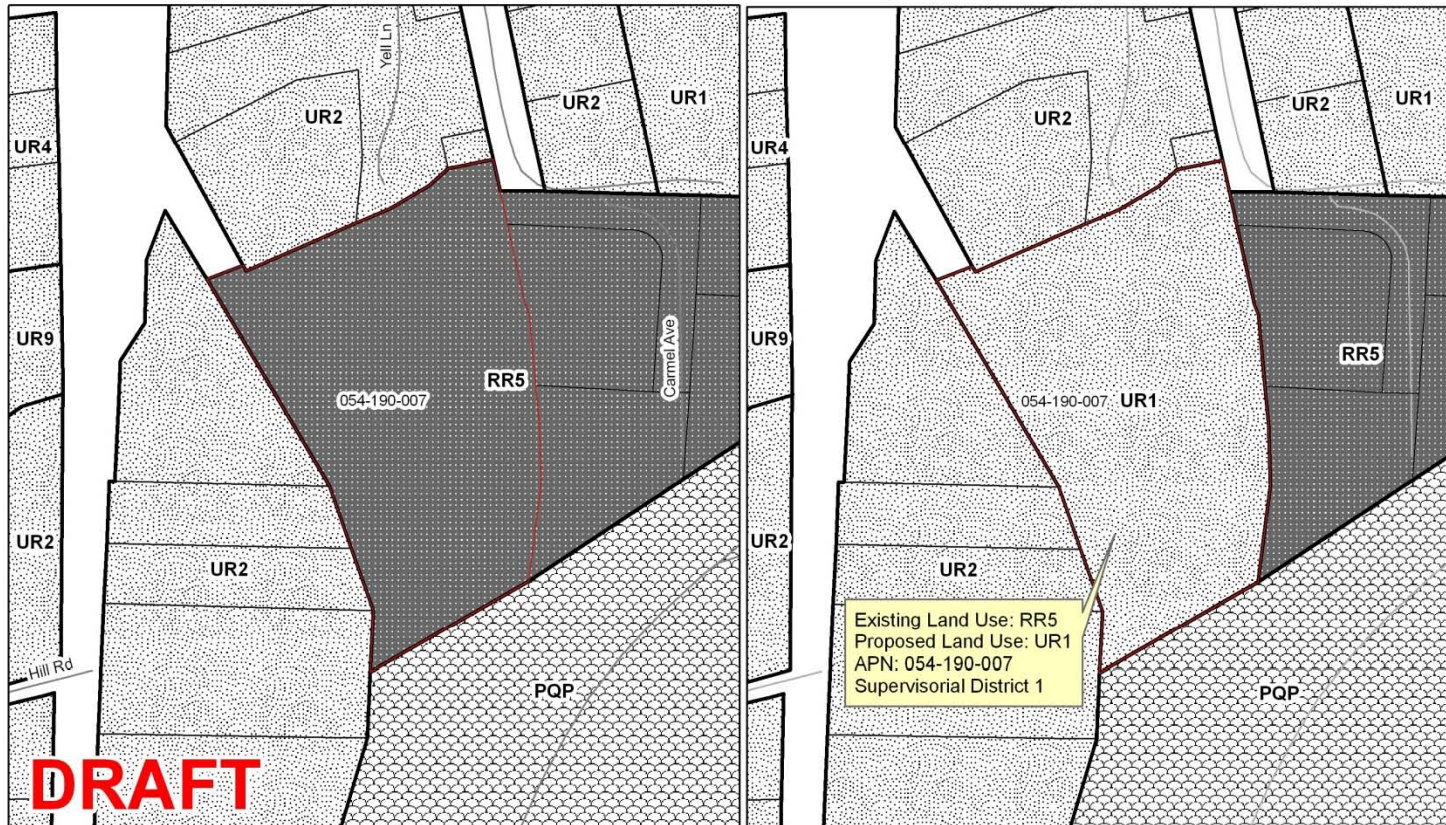 Yell Ln
UR2
UR2
UR1
UR4
UR9
RR5
054-190-007
Carmel Ave
UR2
UR2
Hill Rd
PQP
DRAFT
UR2
UR2
UR1
UR4
UR9
RR5
054-190-007
UR1
UR2
UR2
Existing Land Use: RR5
Proposed Land Use: UR1
APN: 054-190-007
Supervisorial District 1
PQP